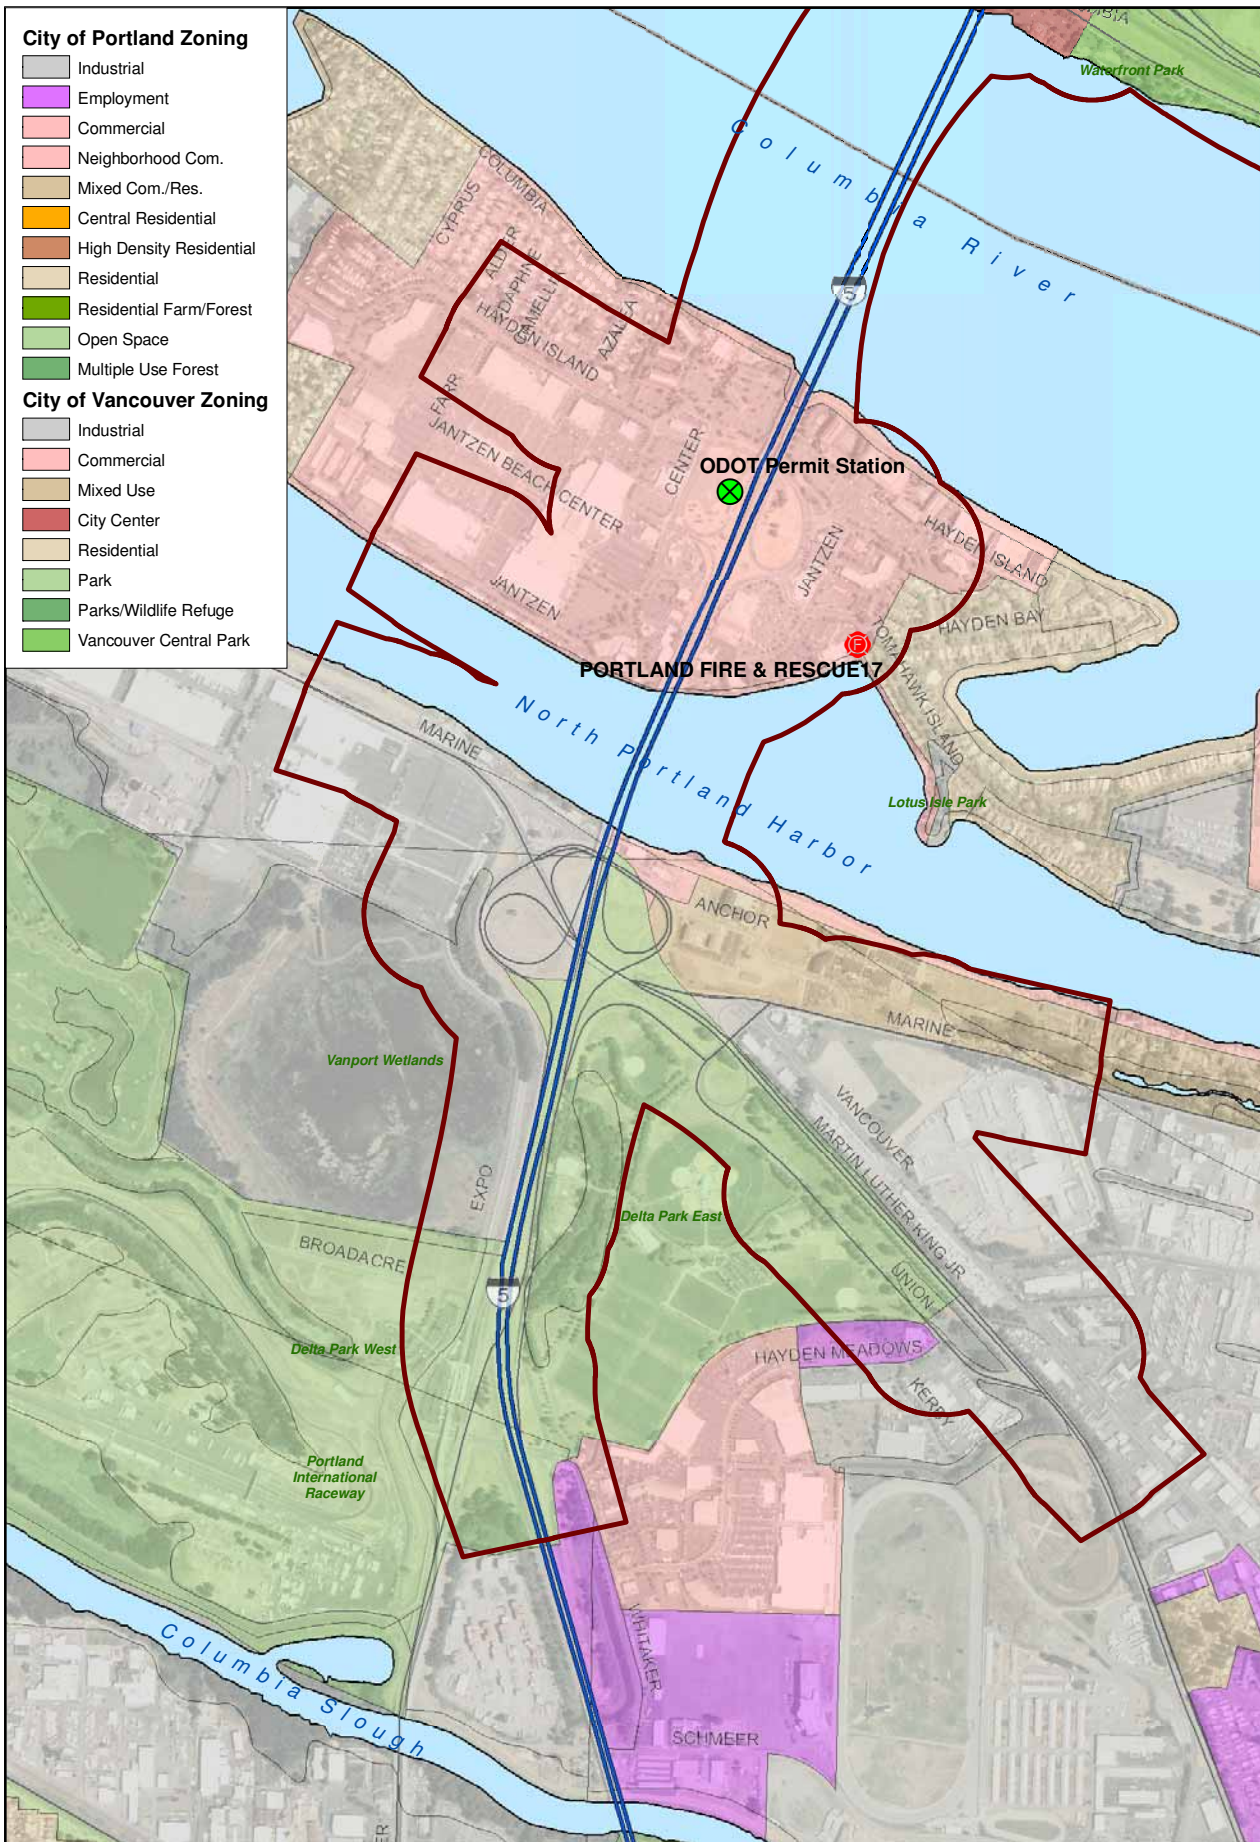 City of Portland Zoning
Industrial
Employment
Commercial
Neighborhood Com.
Mixed Com./Res.
Central Residential
High Density Residential
Residential
Residential Farm/Forest
Open Space
Multiple Use Forest
City of Vancouver Zoning
Industrial
Commercial
Mixed Use
City Center
Residential
Park
Parks/Wildlife Refuge
Vancouver Central Park
Waterfront Park
Columbia River
COLUMBIA
CYPRUS
ALDER
DAPHNE
CAMELLIA
HAYDEN ISLAND
AZALEA
5
FARR
JANTZEN BEACH CENTER
CENTER
ODOT Permit Station
JANTZEN
HAYDEN ISLAND
JANTZEN
HAYDEN BAY
F
PORTLAND FIRE & RESCUE17
TOMAHAWK ISLAND
North Portland Harbor
MARINE
Lotus Isle Park
ANCHOR
MARINE
Vanport Wetlands
VANCOUVER
MARTIN LUTHER KING JR
EXPO
Delta Park East
BROADACRE
UNION
5
Delta Park West
HAYDEN MEADOWS
KERBY
Portland
International
Raceway
WHITAKER
Columbia Slough
SCHMEER